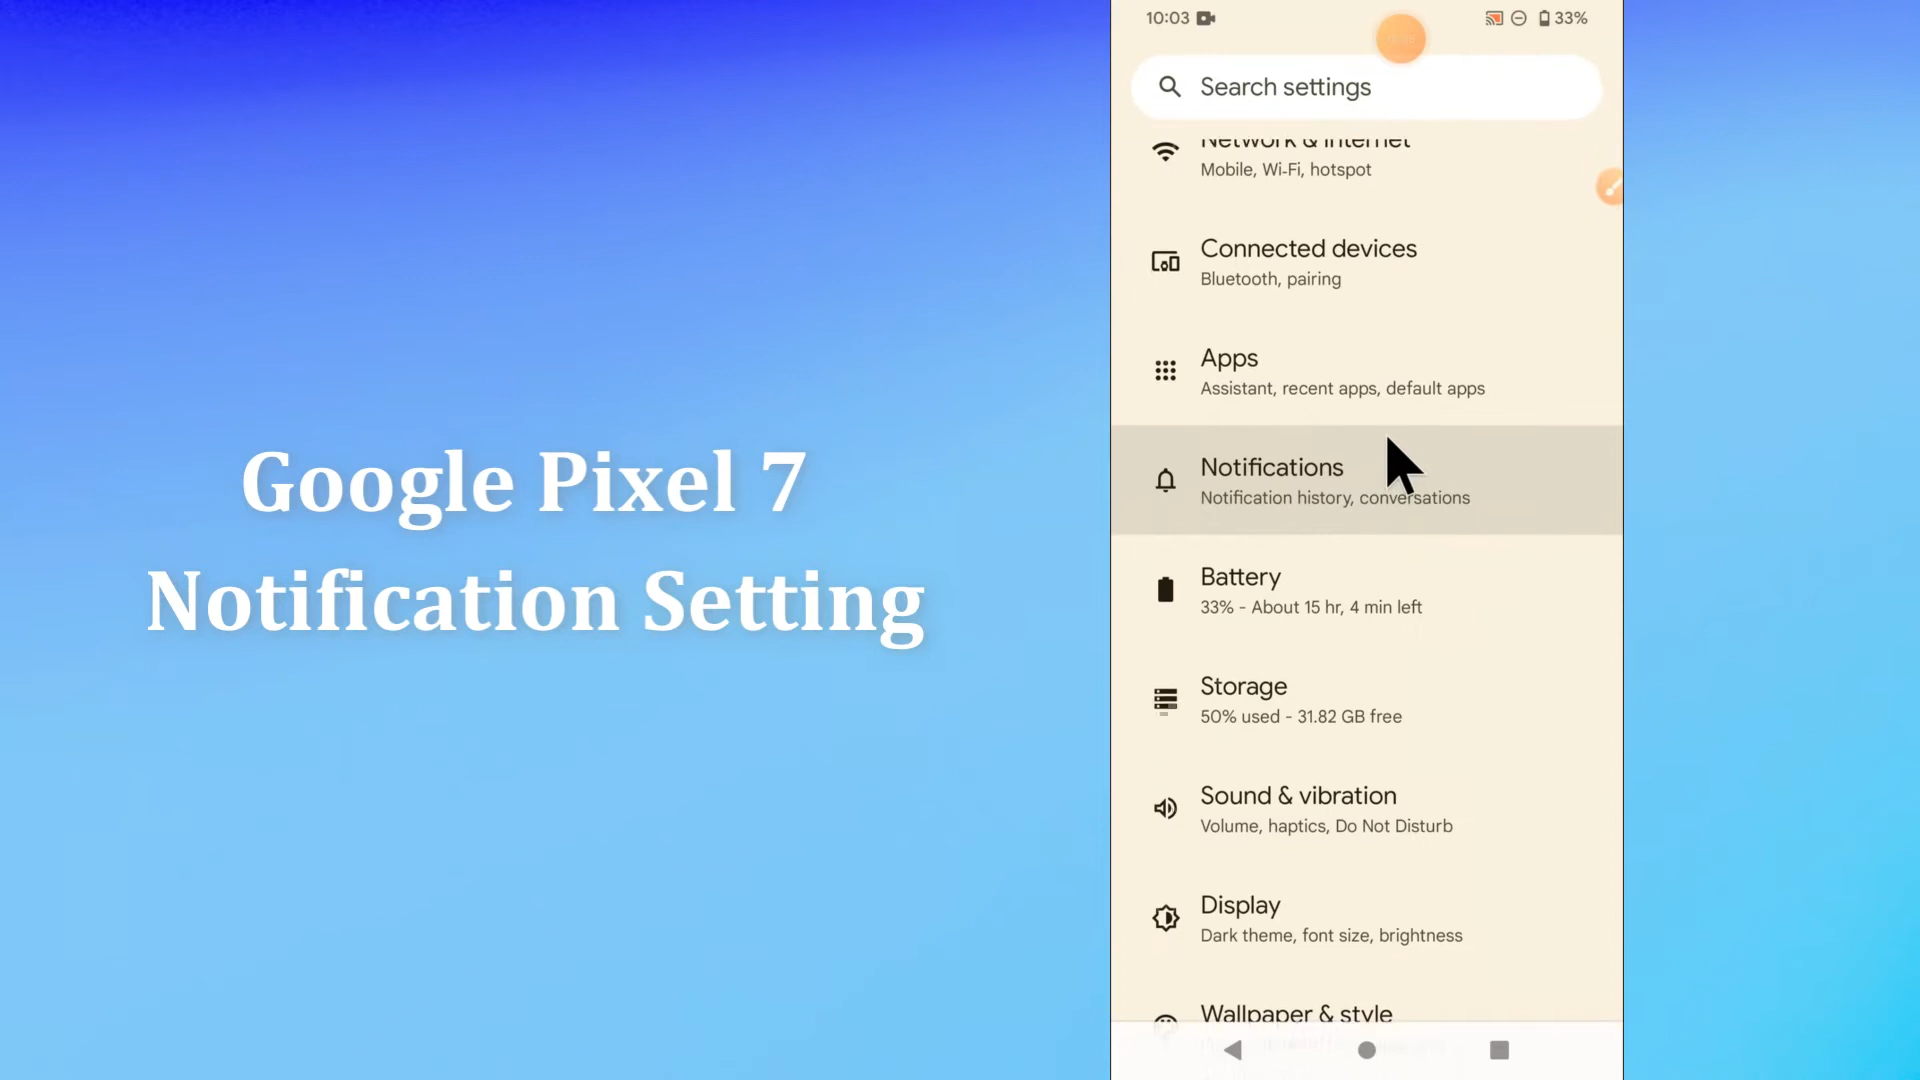 Google Pixel 7
Notification Setting
10:03
33%
Search settings
Network & internet
Mobile, Wi-Fi, hotspot
Connected devices
Bluetooth, pairing
Apps
Assistant, recent apps, default apps
Notifications
Notification history, conversations
Battery
33% - About 15 hr, 4 min left
Storage
50% used - 31.82 GB free
Sound & vibration
Volume, haptics, Do Not Disturb
Display
Dark theme, font size, brightness
Wallpaper & style